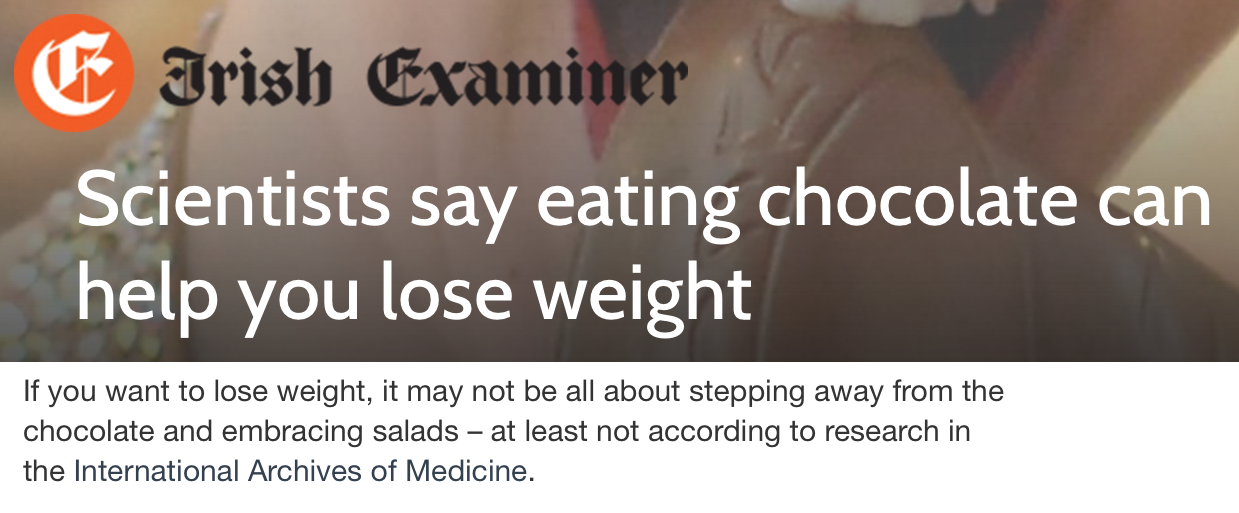 E Irish Examiner
Scientists say eating chocolate can
help you lose weight
If you want to lose weight, it may not be all about stepping away from the
chocolate and embracing salads – at least not according to research in
the International Archives of Medicine.